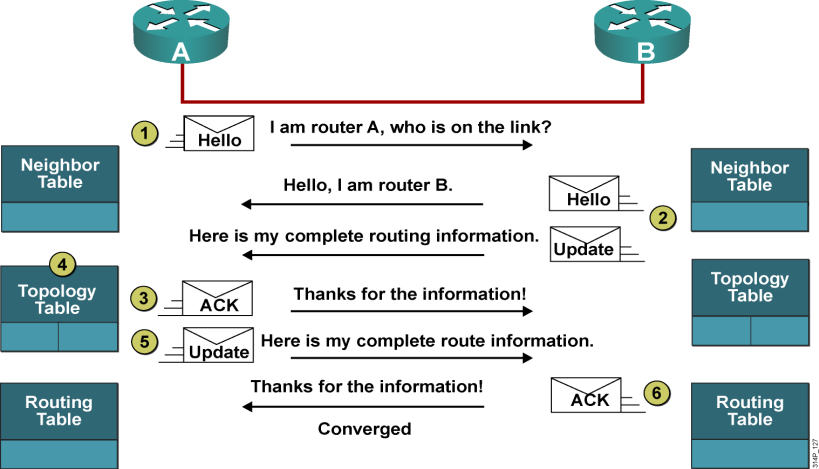 A
B
1
Hello
I am router A, who is on the link?
Neighbor
Table
Neighbor
Table
Hello, I am router B.
Hello
2
Here is my complete routing information.
Update
4
Topology
Table
3
ACK
Thanks for the information!
Topology
Table
5
Update
Here is my complete route information.
Routing
Table
Thanks for the information!
ACK
6
Routing
Table
Converged
314P_127